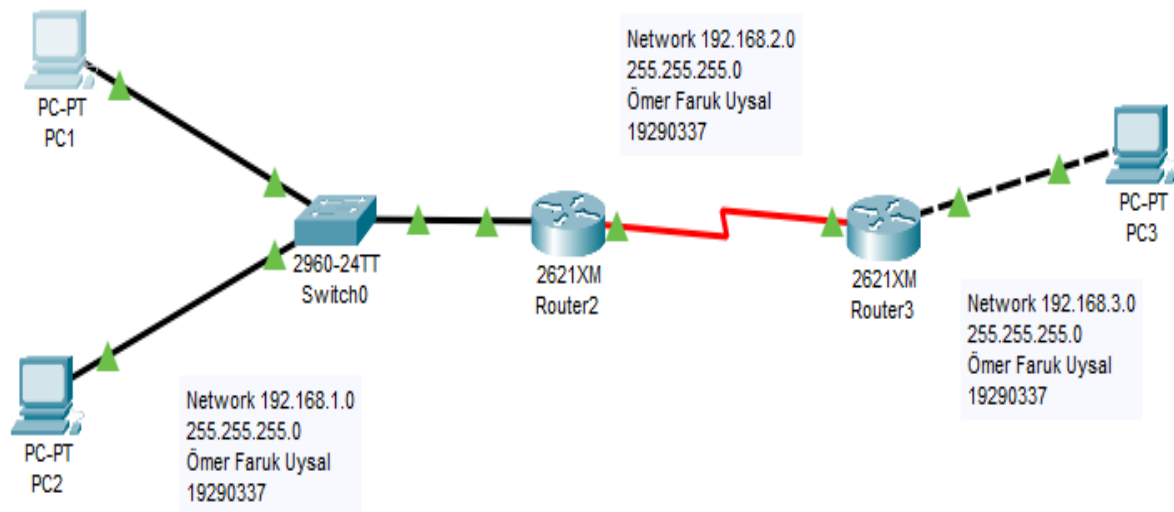 Network 192.168.2.0
255.255.255.0
Ömer Faruk Uysal
19290337
PC-PT
PC1
2960-24TT
Switch0
2621XM
Router2
2621XM
Router3
PC-PT
PC3
Network 192.168.3.0
255.255.255.0
Ömer Faruk Uysal
19290337
Network 192.168.1.0
255.255.255.0
Ömer Faruk Uysal
19290337
PC-PT
PC2